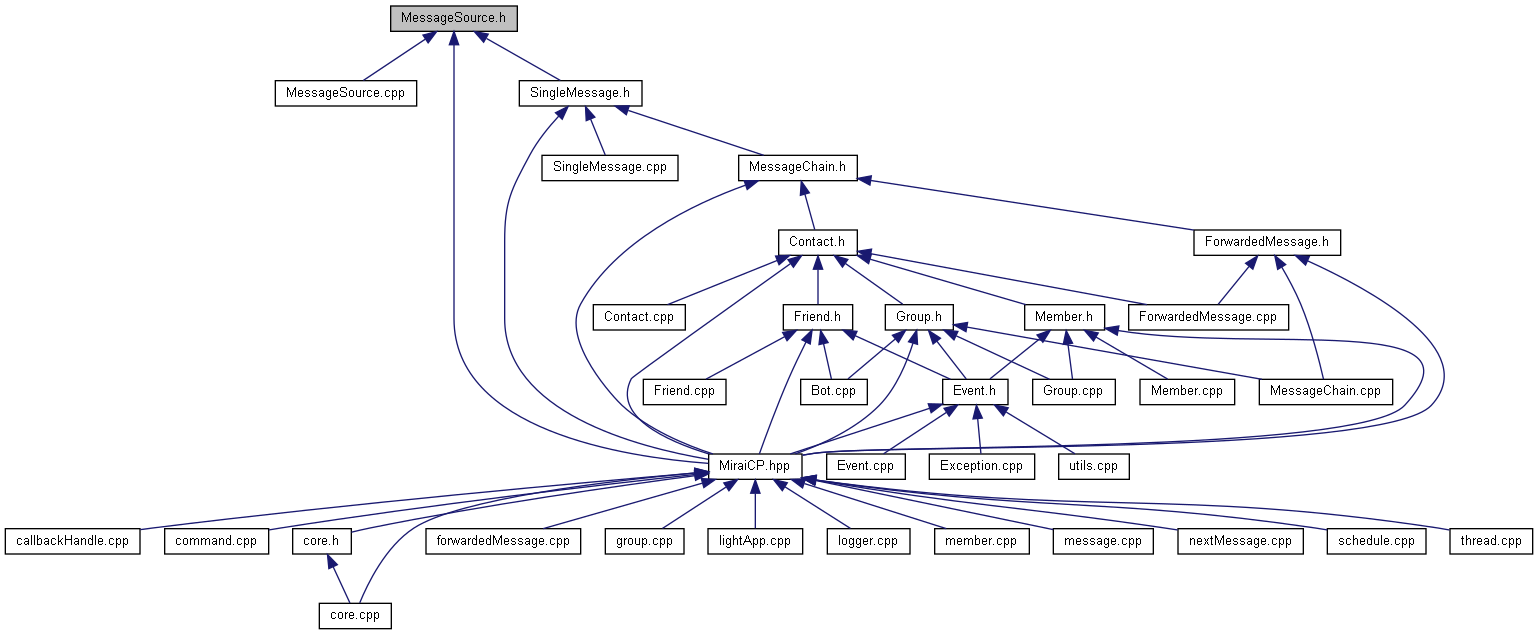 MessageSource.h
MessageSource.cpp
SingleMessage.h
SingleMessage.cpp
MessageChain.h
Contact.h
ForwardedMessage.h
Contact.cpp
Friend.h
Group.h
Member.h
ForwardedMessage.cpp
Friend.cpp
Bot.cpp
Event.h
Group.cpp
Member.cpp
MessageChain.cpp
MiraiCP.hpp
Event.cpp
Exception.cpp
utils.cpp
callbackHandle.cpp
command.cpp
core.h
forwardedMessage.cpp
group.cpp
lightApp.cpp
logger.cpp
member.cpp
message.cpp
nextMessage.cpp
schedule.cpp
thread.cpp
core.cpp